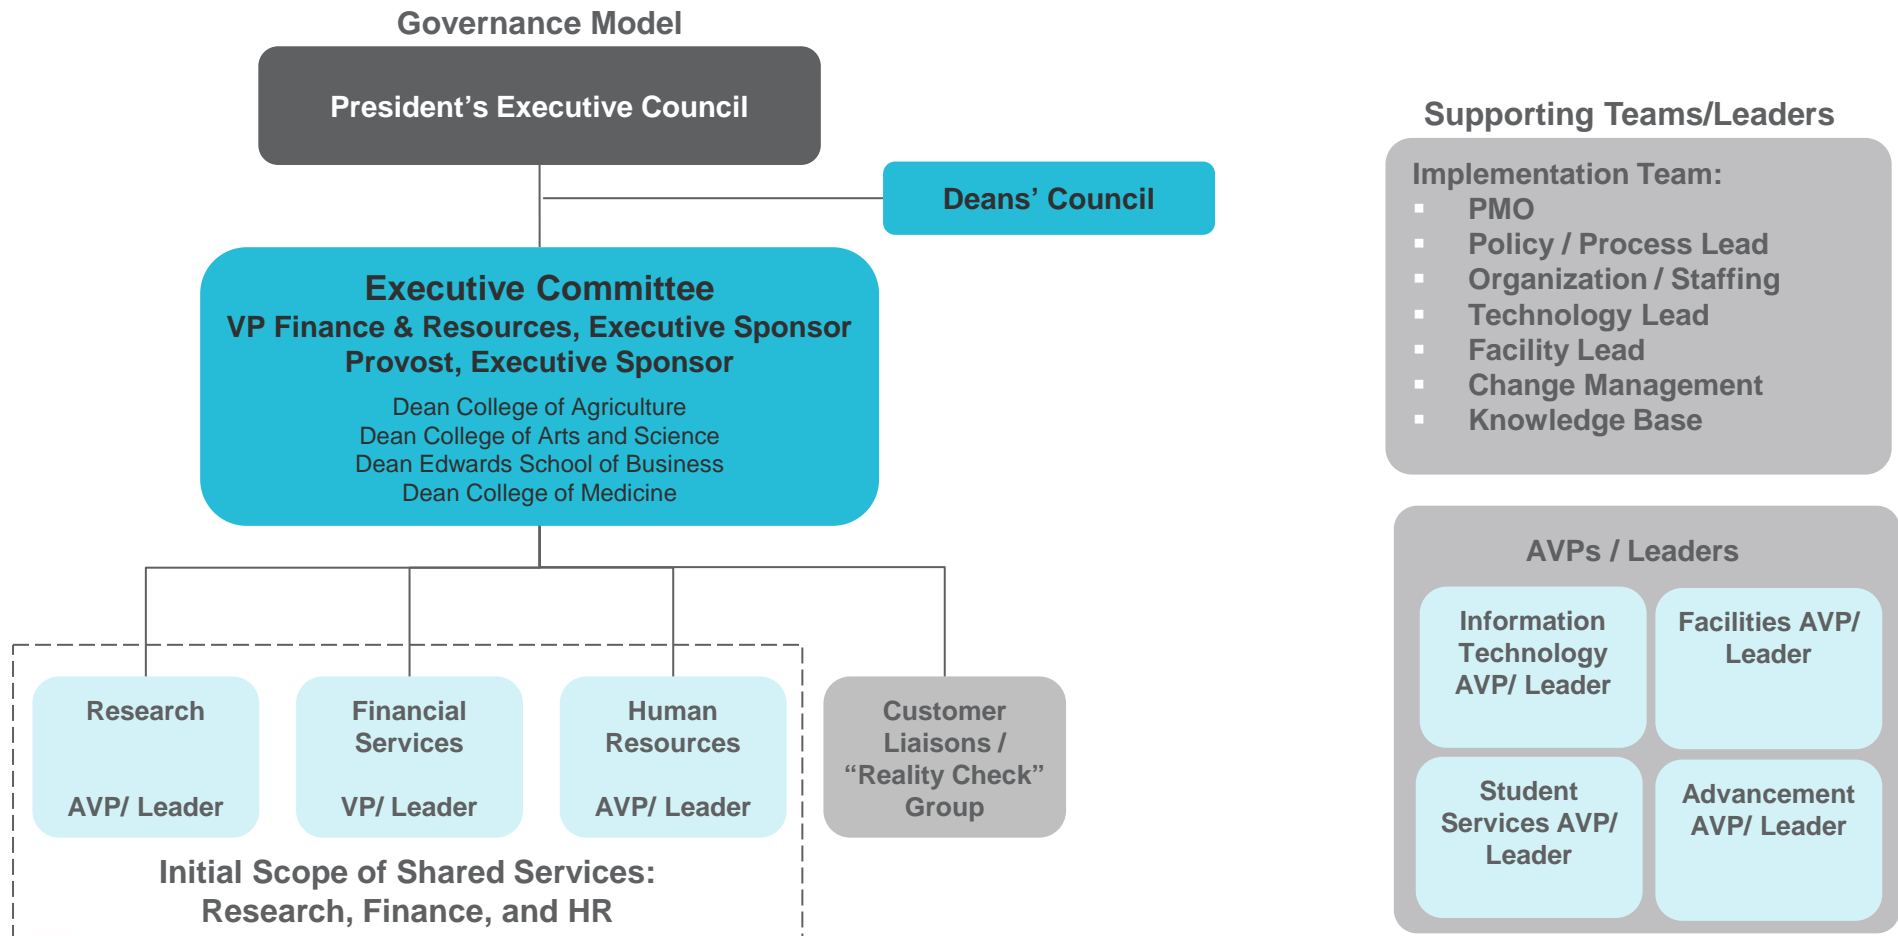 Governance Model
President’s Executive Council
Deans’ Council
Executive Committee
VP Finance & Resources, Executive Sponsor
Provost, Executive Sponsor
Dean College of Agriculture
Dean College of Arts and Science
Dean Edwards School of Business
Dean College of Medicine
Research
AVP/ Leader
Financial
Services
VP/ Leader
Human
Resources
AVP/ Leader
Customer
Liaisons /
“Reality Check”
Group
Initial Scope of Shared Services:
Research, Finance, and HR
Supporting Teams/Leaders
Implementation Team:
▪ PMO
▪ Policy / Process Lead
▪ Organization / Staffing
▪ Technology Lead
▪ Facility Lead
▪ Change Management
▪ Knowledge Base
AVPs / Leaders
Information
Technology
AVP/ Leader
Facilities AVP/
Leader
Student
Services AVP/
Leader
Advancement
AVP/ Leader